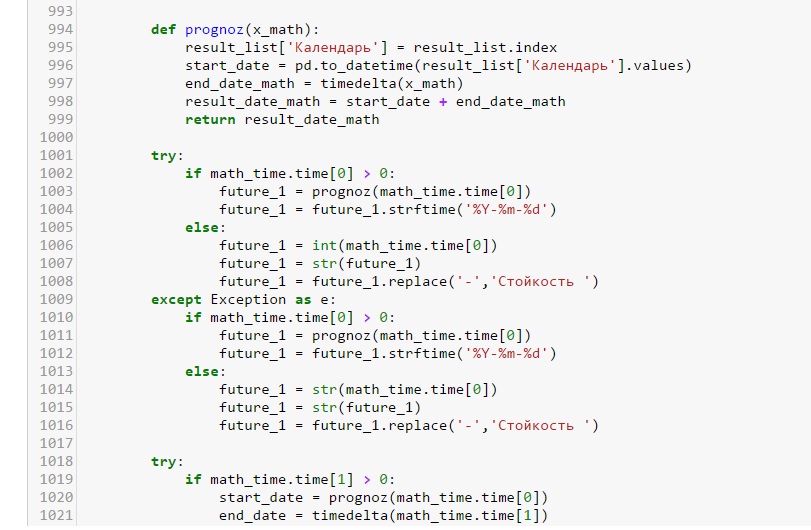 993
994 def prognoz(x_math):
995 result_list['Календарь'] = result_list.index
996 start_date = pd.to_datetime(result_list['Календарь'].values)
997 end_date_math = timedelta(x_math)
998 result_date_math = start_date + end_date_math
999 return result_date_math
1000
1001 try:
1002 if math_time.time[0] > 0:
1003 future_1 = prognoz(math_time.time[0])
1004 future_1 = future_1.strftime('%Y-%m-%d')
1005 else:
1006 future_1 = int(math_time.time[0])
1007 future_1 = str(future_1)
1008 future_1 = future_1.replace('-','Стойкость ')
1009 except Exception as e:
1010 if math_time.time[0] > 0:
1011 future_1 = prognoz(math_time.time[0])
1012 future_1 = future_1.strftime('%Y-%m-%d')
1013 else:
1014 future_1 = str(math_time.time[0])
1015 future_1 = str(future_1)
1016 future_1 = future_1.replace('-','Стойкость ')
1017
1018 try:
1019 if math_time.time[1] > 0:
1020 start_date = prognoz(math_time.time[0])
1021 end_date = timedelta(math_time.time[1])